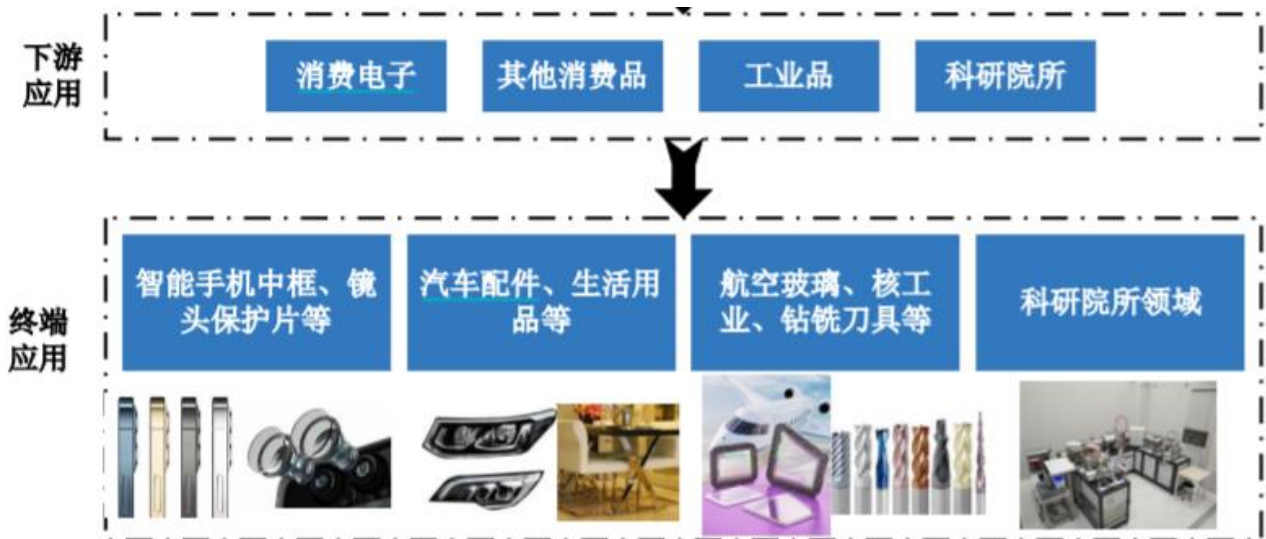 下游
应用
消费电子
其他消费品
工业品
科研院所
终端
应用
智能手机中框、镜
头保护片等
汽车配件、生活用
品等
航空玻璃、核工
业、钻铣刀具等
科研院所领域